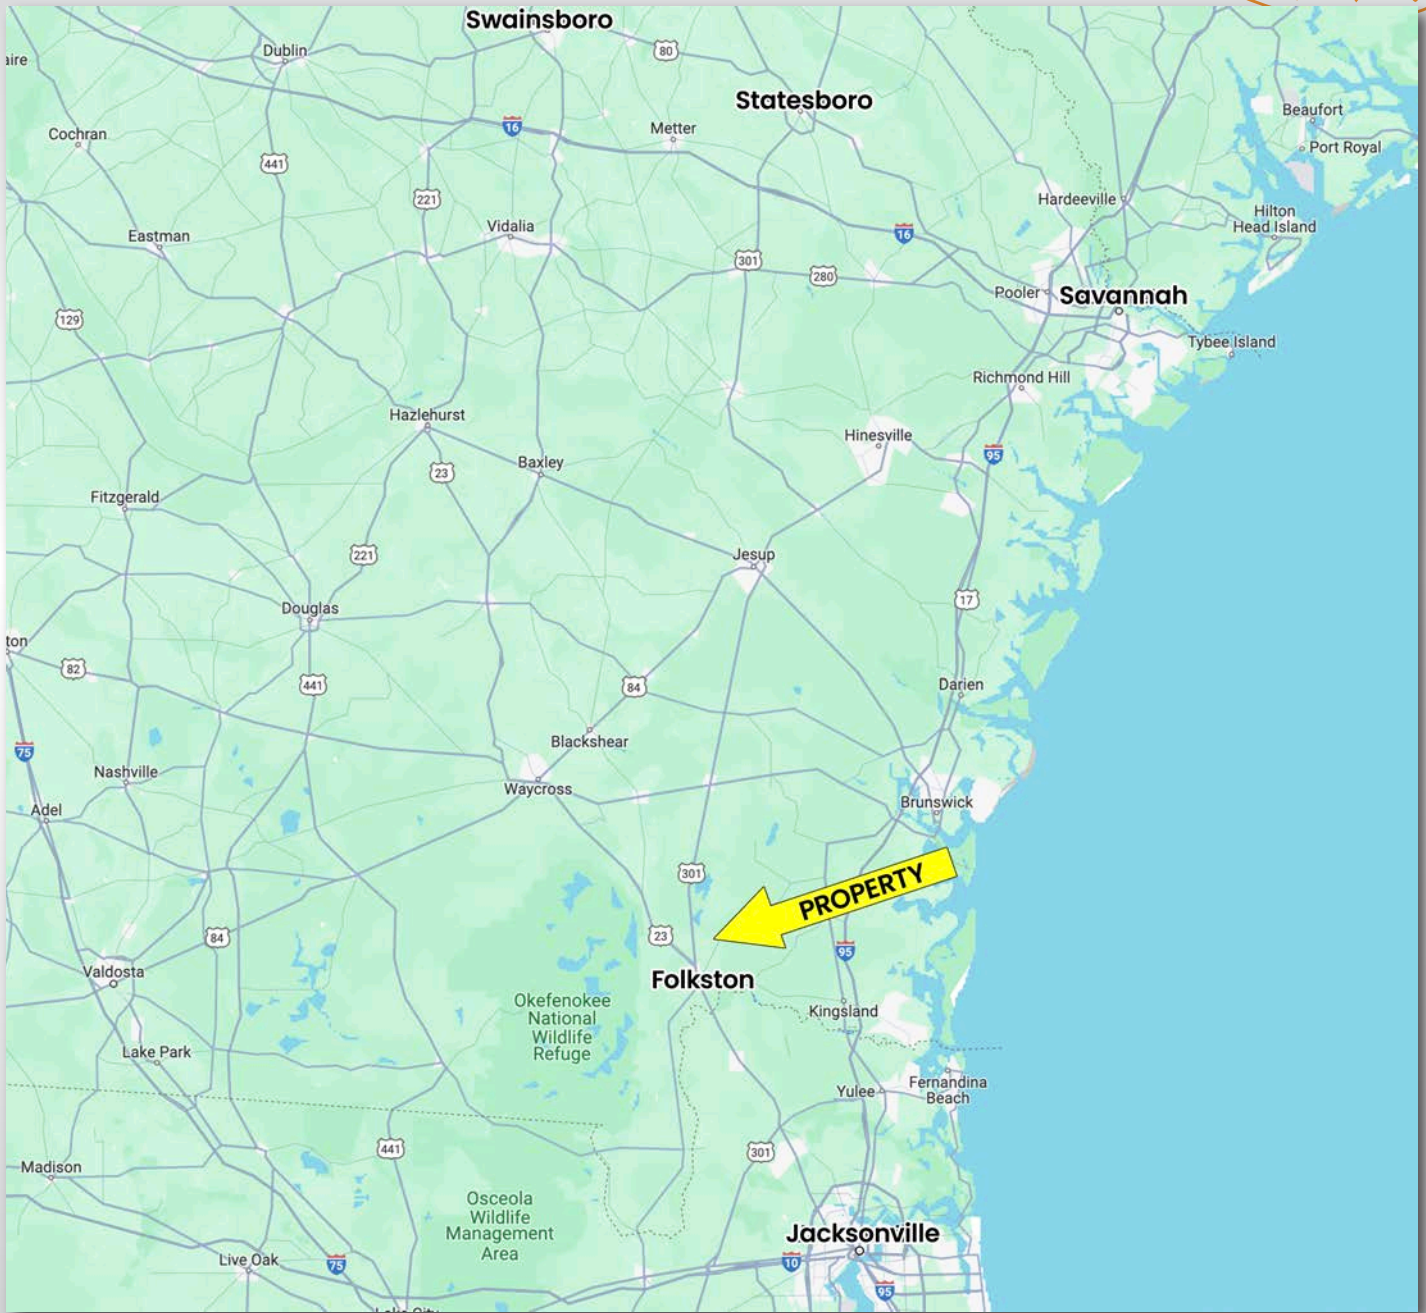 Swainsboro
Dublin
80
aire
Statesboro
Beaufort
16
Metter
Cochran
Port Royal
441
221
Hardeeville
Hilton
Head Island
Vidalia
16
Eastman
301
280
Pooler
Savannah
129
Tybee Island
Richmond Hill
Hazlehurst
Hinesville
95
Baxley
23
Fitzgerald
221
Jesup
17
Douglas
ton
82
441
84
Darien
Blackshear
75
Nashville
Waycross
Brunswick
Adel
301
PROPERTY
84
23
95
Valdosta
Folkston
Okefenokee
National
Wildlife
Refuge
Kingsland
Lake Park
Yulee
Fernandina
Beach
441
301
Madison
Osceola
Wildlife
Management
Area
Jacksonville
Live Oak
75
10
95
Lake City